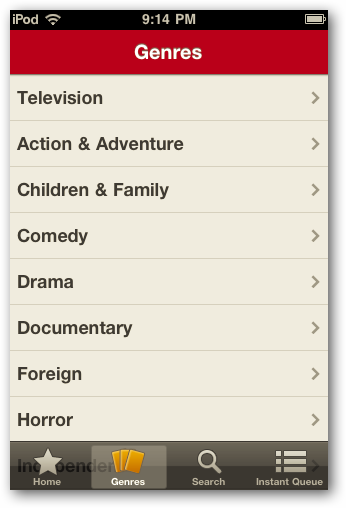 iPod 9:14 PM
Genres
Television
Action & Adventure
Children & Family
Comedy
Drama
Documentary
Foreign
Horror
Home Genres Search Instant Queue